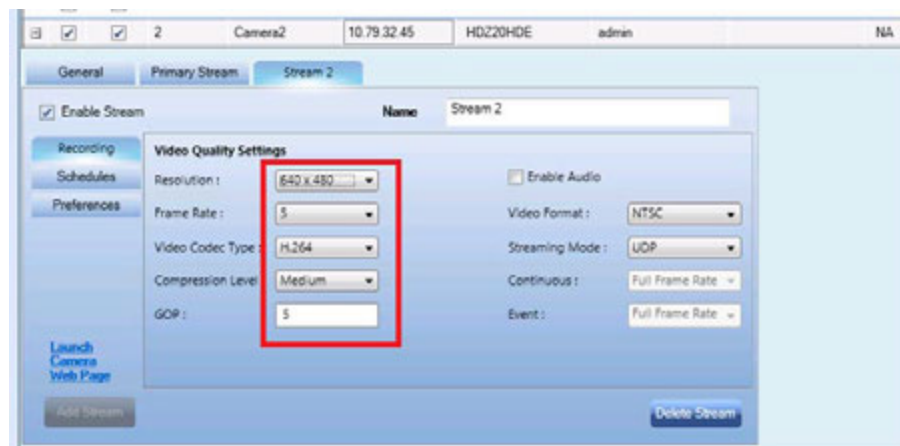 2 Camera2 10.79.32.45 HDZ20HDE admin NA
General Primary Stream Stream 2
Enable Stream Name Stream 2
Recording Video Quality Settings
Schedules Resolution : 640 x 480 Enable Audio
Preferences Frame Rate : 5 Video Format : NTSC
Video Codec Type : H.264 Streaming Mode : UDP
Compression Level Medium Continuous : Full Frame Rate
GOP : 5 Event : Full Frame Rate
Launch
Camera
Web Page
Add Stream Delete Stream